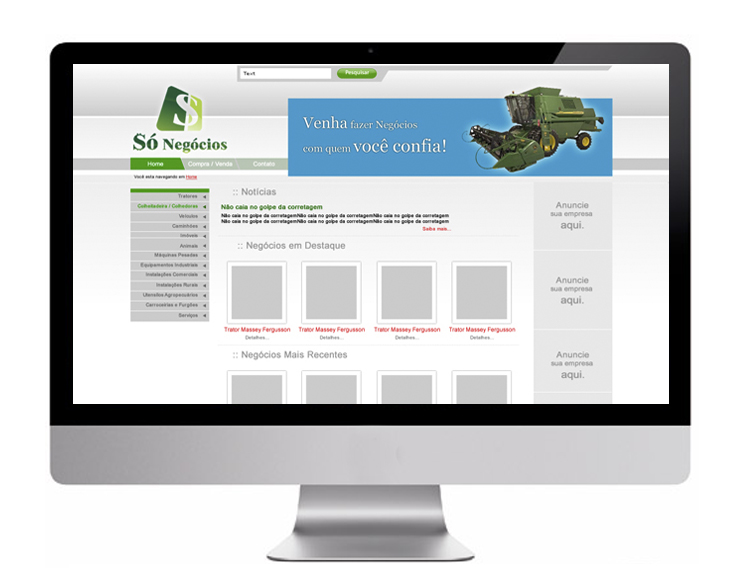 Text
Pesquisar
S
Só Negócios
Venha fazer Negócios
com quem você confia!
Home
Compra / Venda
Contato
Você esta navegando em Home
Tratores
Colheitadeira / Colhedoras
Veículos
Caminhões
Imóveis
Animais
Máquinas Pesadas
Equipamentos Industriais
Instalações Comerciais
Instalações Rurais
Utensílios Agropecuários
Carrocerias e Furgões
Serviços
:: Notícias
Não caia no golpe da corretagem
Não caia no golpe da corretagemNão caia no golpe da corretagemNão caia no golpe da corretagem
Não caia no golpe da corretagemNão caia no golpe da corretagemNão caia no golpe da corretagem
Saiba mais...
:: Negócios em Destaque
Trator Massey Fergusson
Detalhes...
Trator Massey Fergusson
Detalhes...
Trator Massey Fergusson
Detalhes...
Trator Massey Fergusson
Detalhes...
:: Negócios Mais Recentes
Anuncie
sua empresa
aqui.
Anuncie
sua empresa
aqui.
Anuncie
sua empresa
aqui.